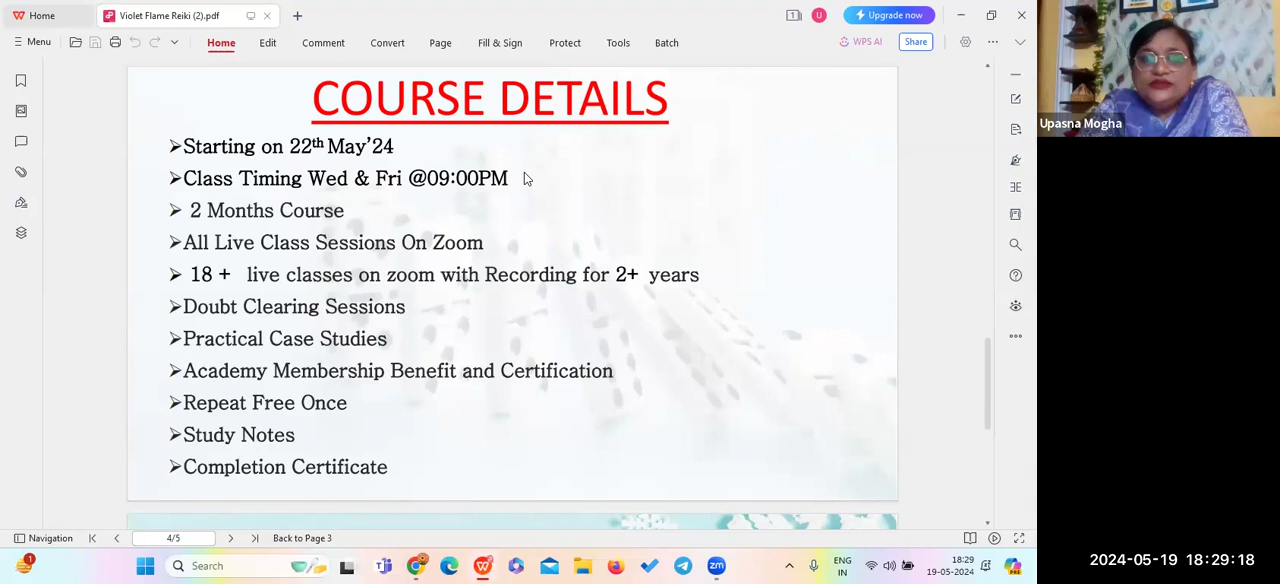 Home
Violet Flame Reiki (2).pdf
Upgrade now
Menu
Home
Edit
Comment
Convert
Page
Fill & Sign
Protect
Tools
Batch
WPS AI
Share
COURSE DETAILS
➢Starting on 22th May'24
➢Class Timing Wed & Fri @09:00PM
➢ 2 Months Course
➢All Live Class Sessions On Zoom
➢ 18 + live classes on zoom with Recording for 2+ years
➢Doubt Clearing Sessions
➢Practical Case Studies
➢Academy Membership Benefit and Certification
➢Repeat Free Once
➢Study Notes
➢Completion Certificate
Upasna Mogha
Navigation
4/5
Back to Page 3
Search
ENG
IN
18:29
19-05-2024
2024-05-19 18:29:18